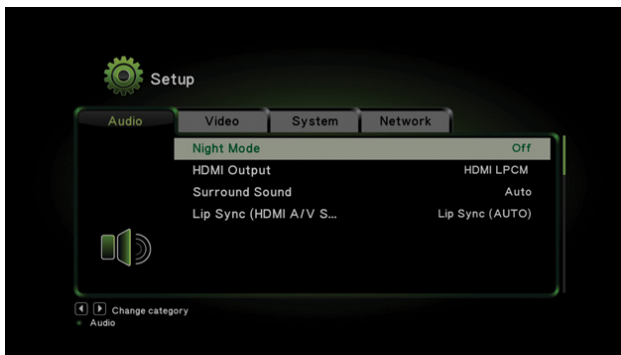 Setup
Audio Video System Network
Night Mode Off
HDMI Output HDMI LPCM
Surround Sound Auto
Lip Sync (HDMI A/V S... Lip Sync (AUTO)
Change category
Audio